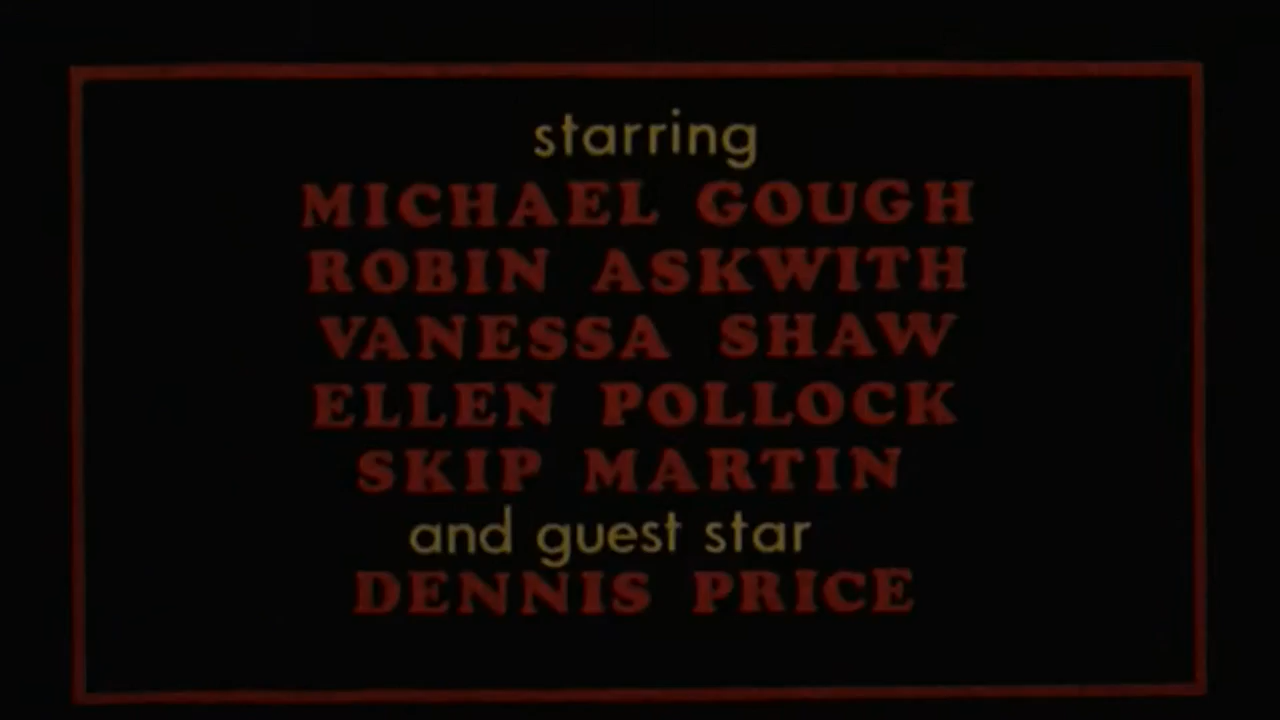 starring
MICHAEL GOUGH
ROBIN ASKWITH
VANESSA SHAW
ELLEN POLLOCK
SKIP MARTIN
and guest star
DENNIS PRICE